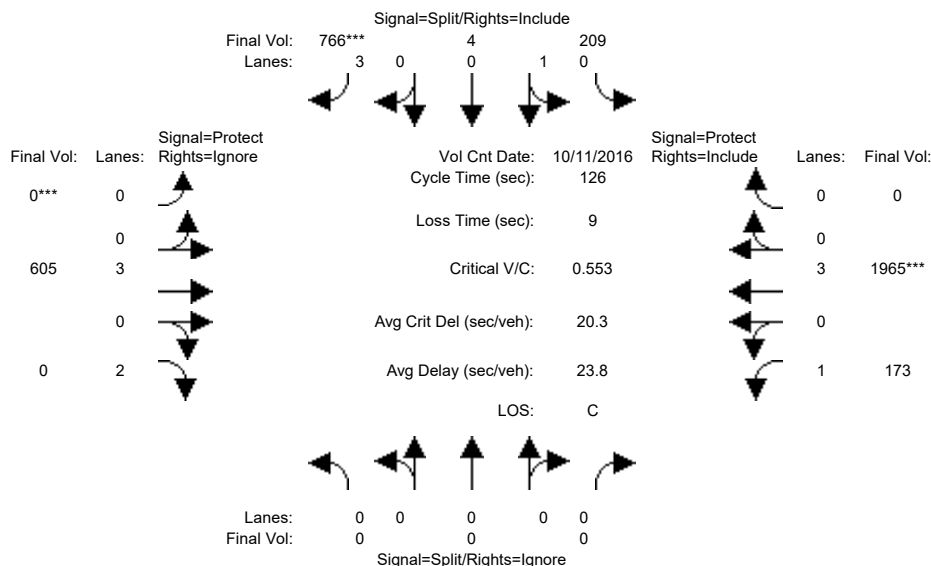 Signal=Split/Rights=Include
Final Vol: 766*** 4 209
Lanes: 3 0 0 1 0
Signal=Protect Signal=Protect
Final Vol: Lanes: Rights=Ignore Vol Cnt Date: 10/11/2016 Rights=Include Lanes: Final Vol:
Cycle Time (sec): 126
0*** 0 0 0
Loss Time (sec): 9
0 0
605 3 Critical V/C: 0.553 3 1965***
0 Avg Crit Del (sec/veh): 20.3 0
0 2 Avg Delay (sec/veh): 23.8 1 173
LOS: C
Lanes: 0 0 0 0 0
Final Vol: 0 0 0
Signal=Split/Rights=Ignore